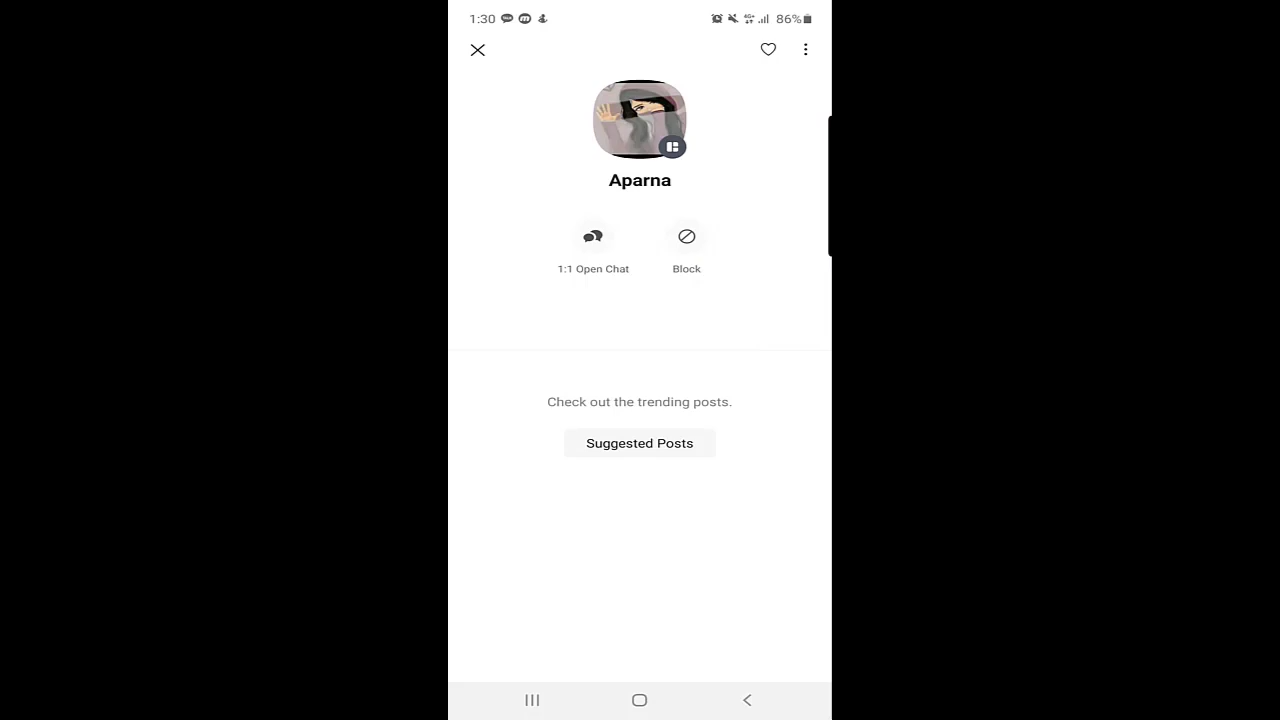 1:30
86%
Aparna
1:1 Open Chat
Block
Check out the trending posts.
Suggested Posts